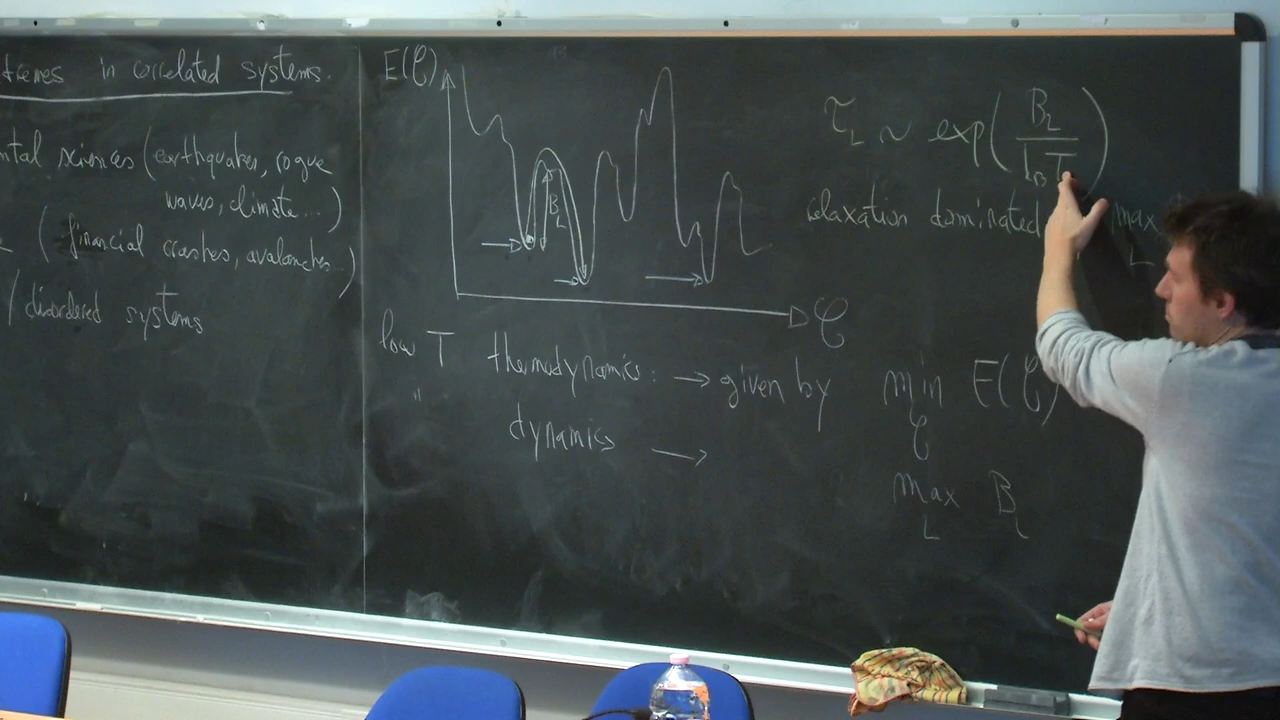 tremes in correlated systems.
ntal sciences (earthquakes, rogue
waves, climate...)
( financial crashes, avalanches..)
/ disordered systems
E(C)
B_L
C
τ_L ~ exp( B_L / k_B T )
relaxation dominated max
L
low T thermodynamics: → given by min E(C)
C
" dynamics → max B_L
L